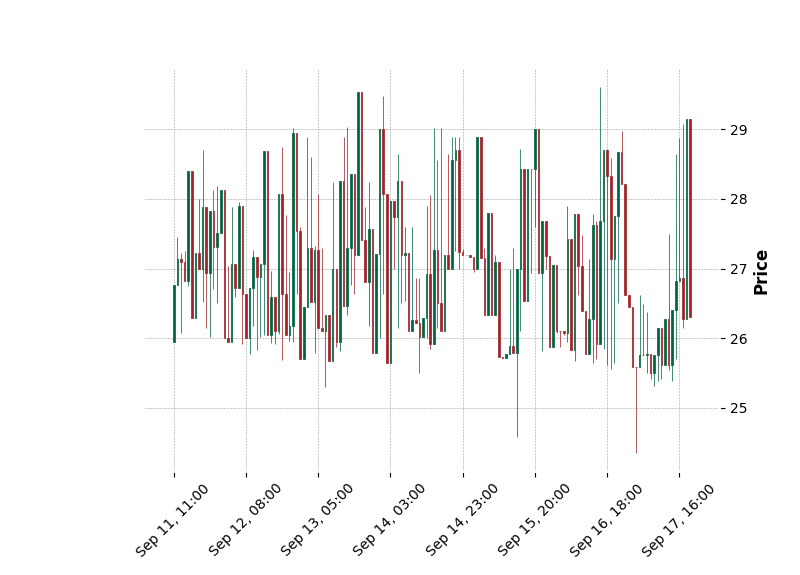 29
28
27
26
25
Price
Sep 11, 11:00
Sep 12, 08:00
Sep 13, 05:00
Sep 14, 03:00
Sep 14, 23:00
Sep 15, 20:00
Sep 16, 18:00
Sep 17, 16:00